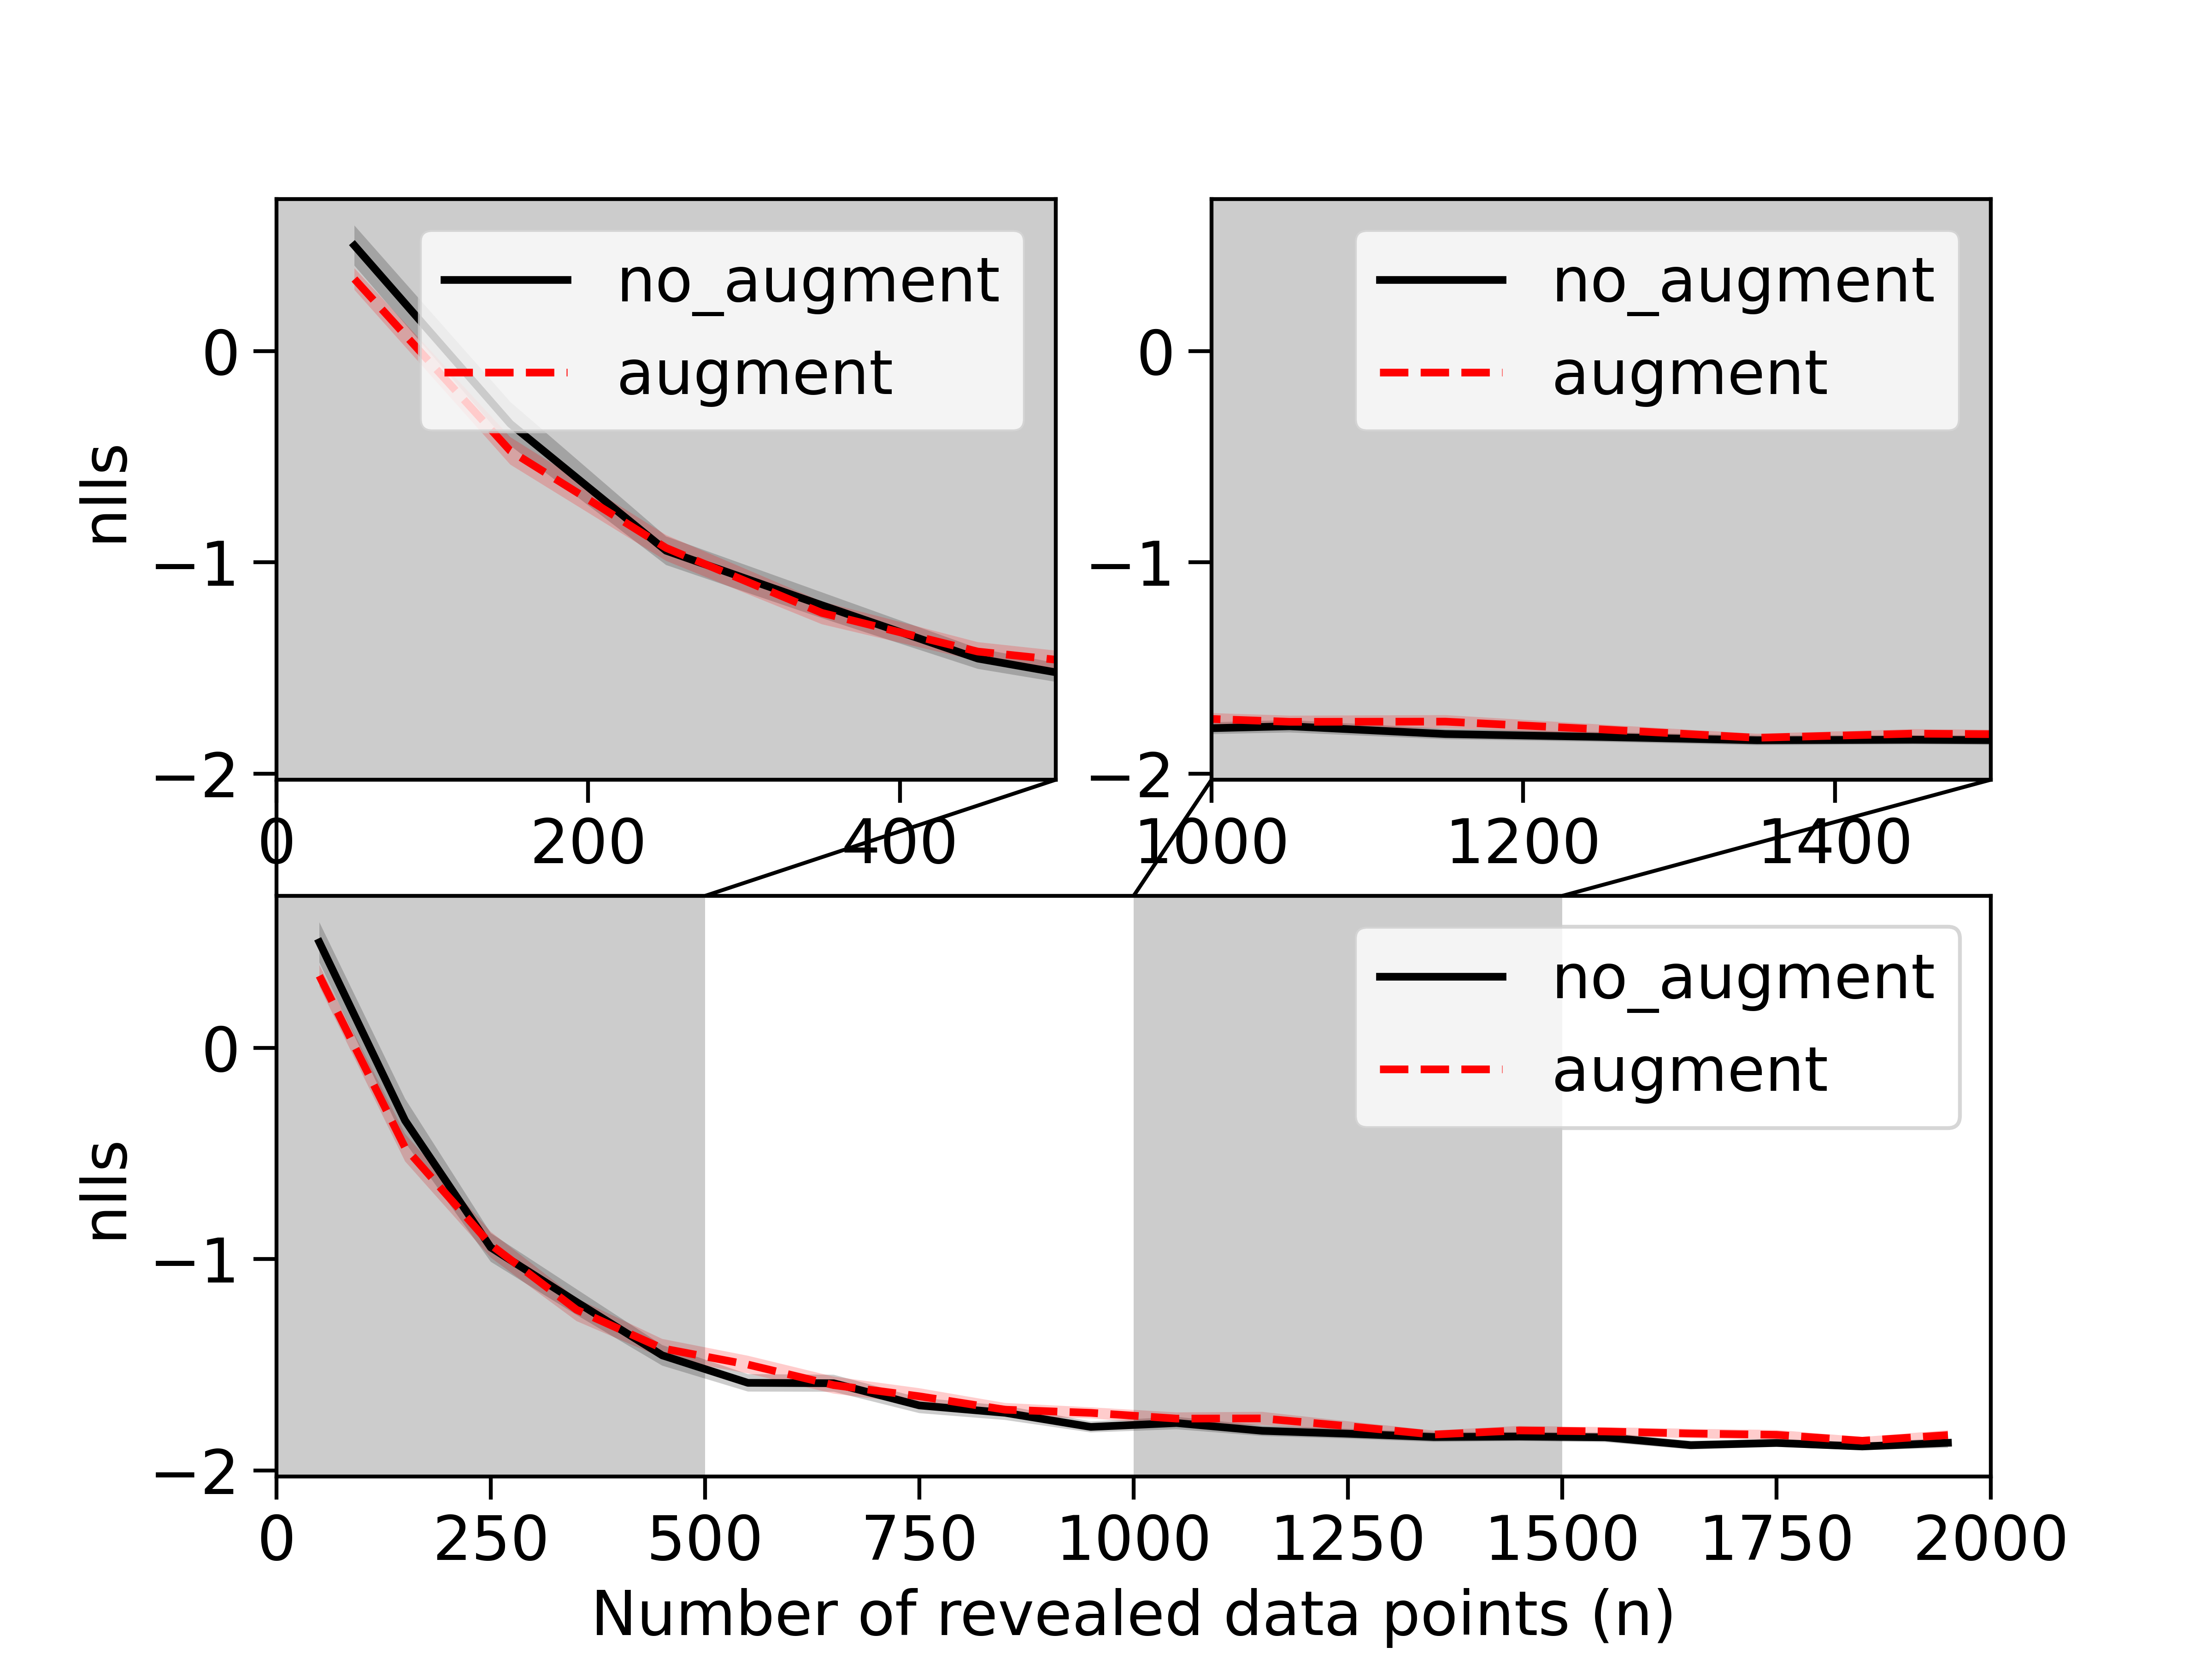 no_augment
augment
nlls
0
−1
−2
0 200 400
no_augment
augment
0
−1
−2
1000 1200 1400
no_augment
augment
nlls
0
−1
−2
0 250 500 750 1000 1250 1500 1750 2000
Number of revealed data points (n)